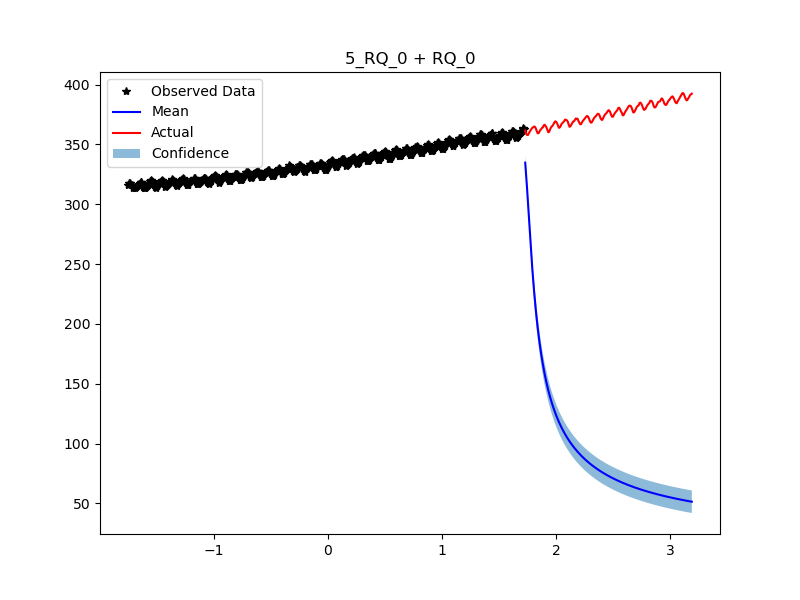 5_RQ_0 + RQ_0
Observed Data
Mean
Actual
Confidence
400
350
300
250
200
150
100
50
−1
0
1
2
3